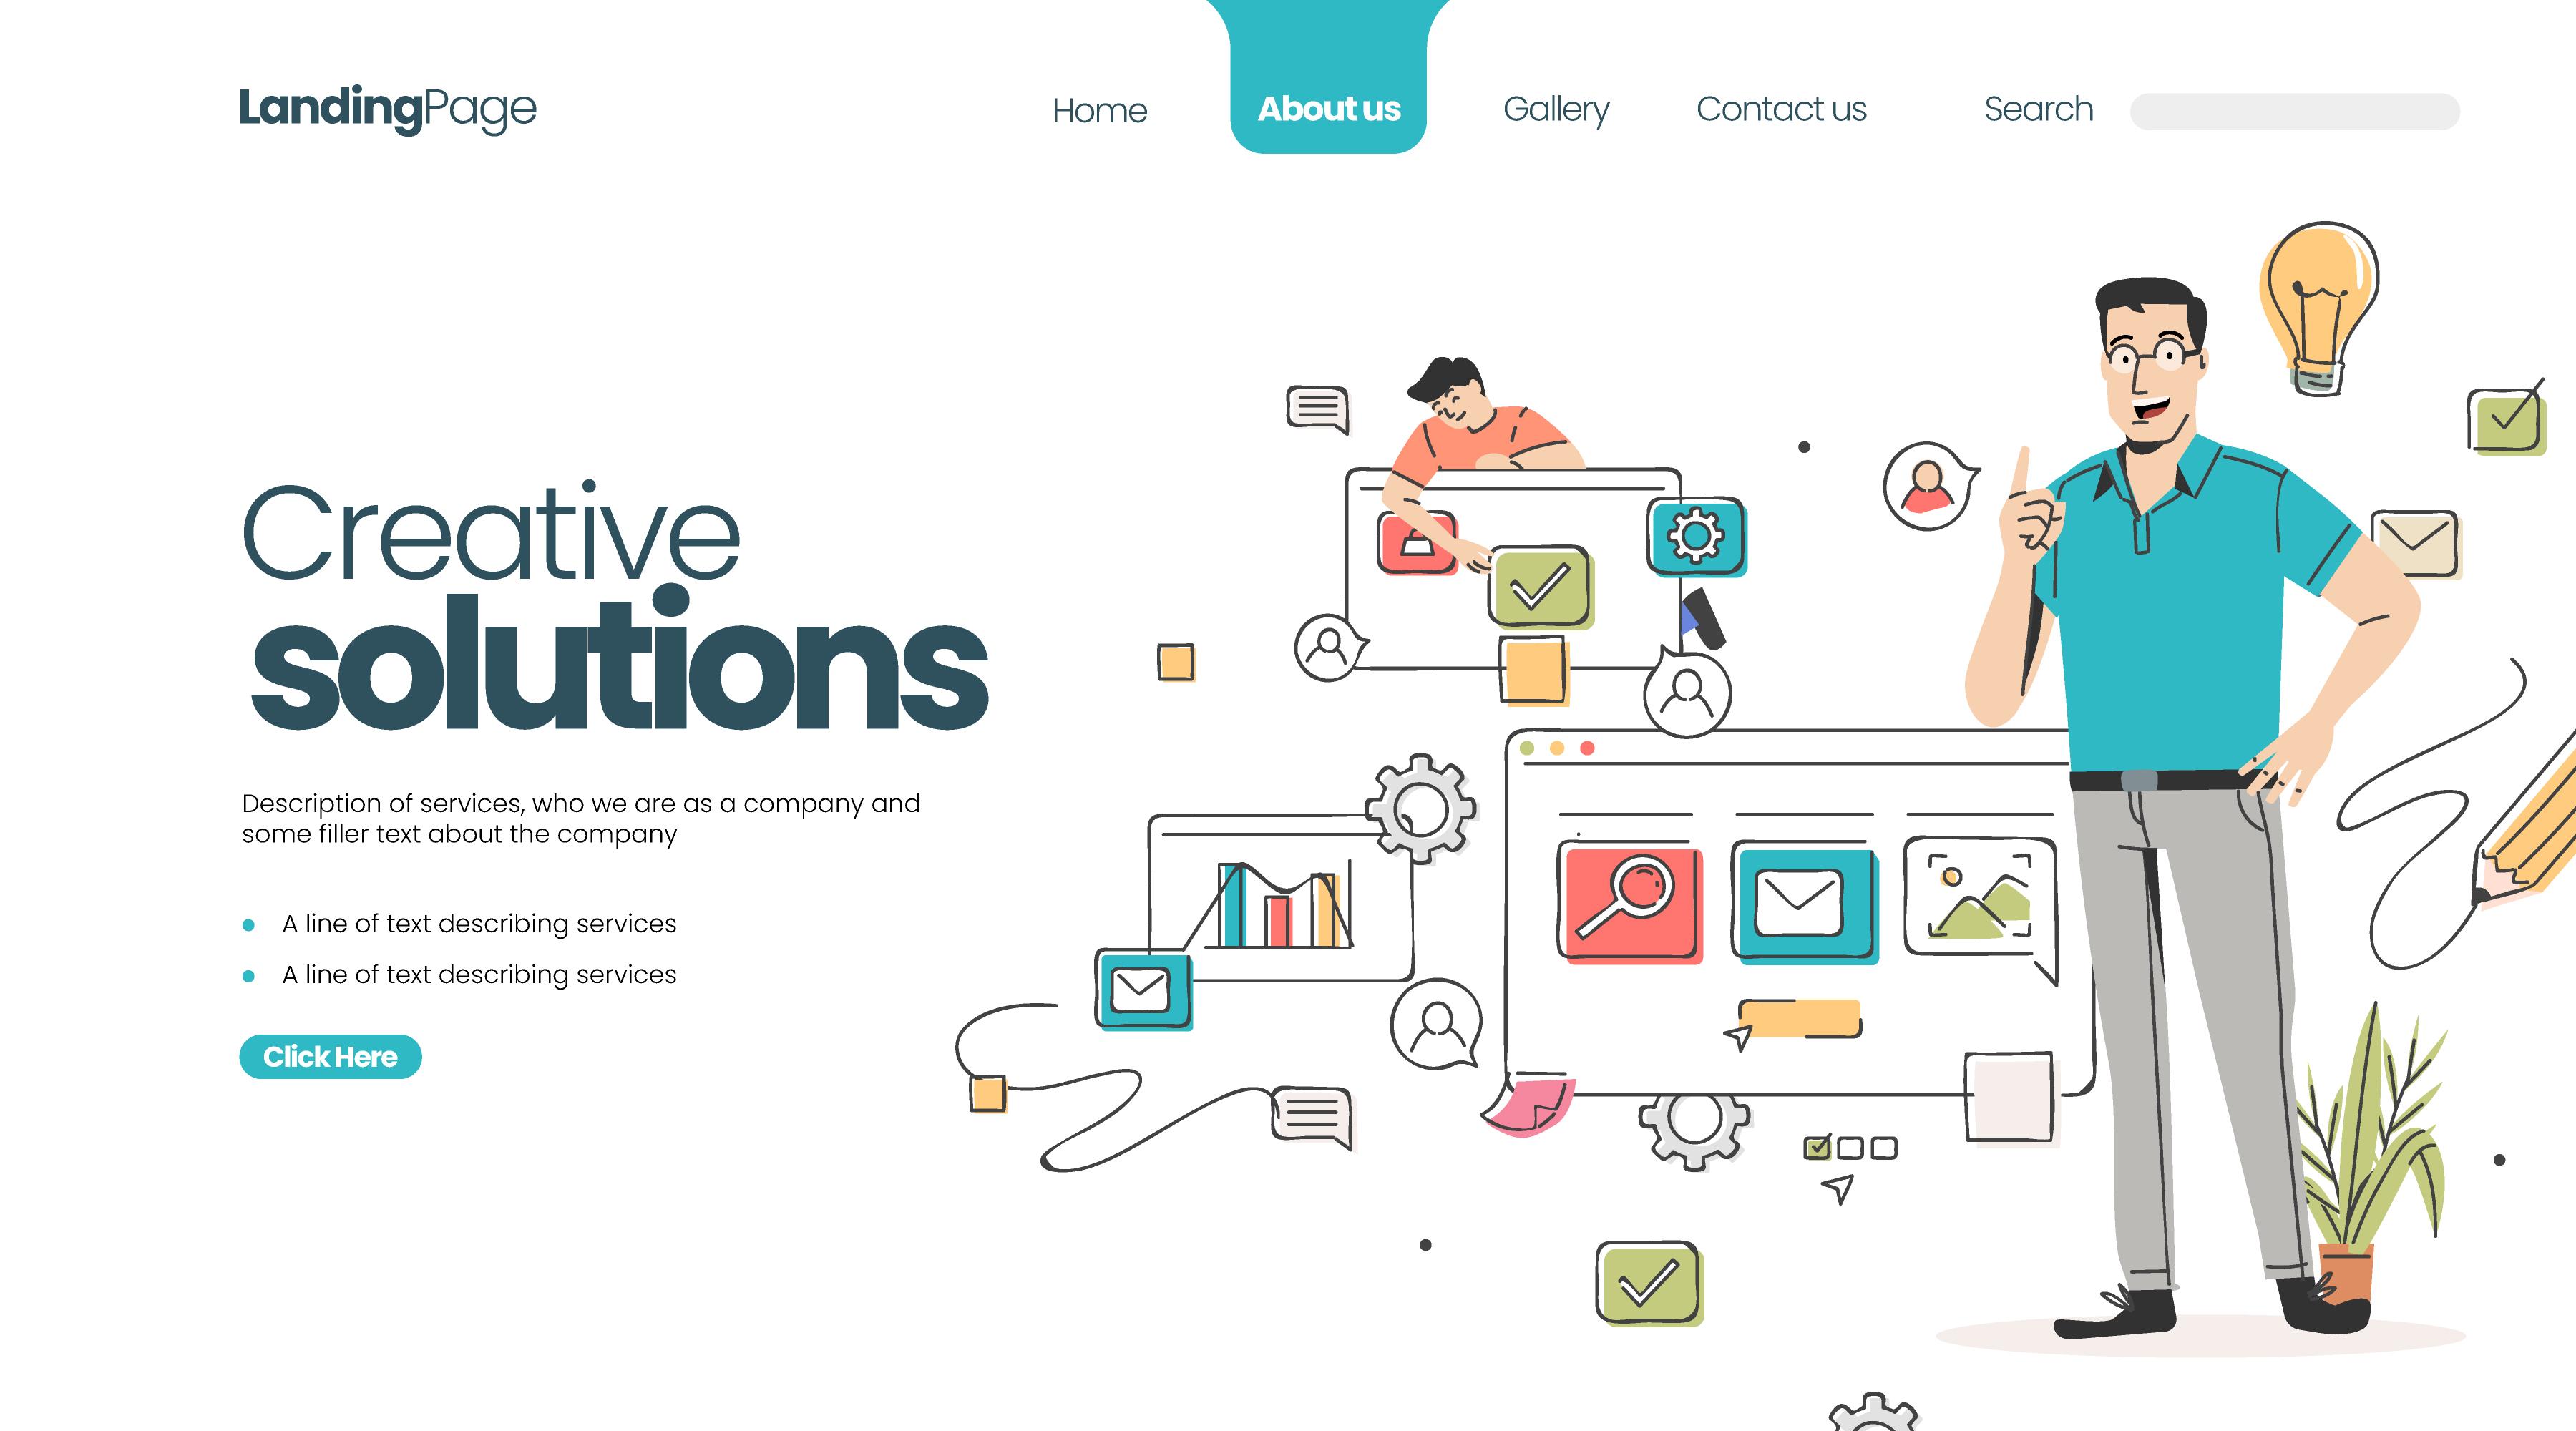 LandingPage
Home
About us
Gallery
Contact us
Search
Creative
solutions
Description of services, who we are as a company and
some filler text about the company
A line of text describing services
A line of text describing services
Click Here